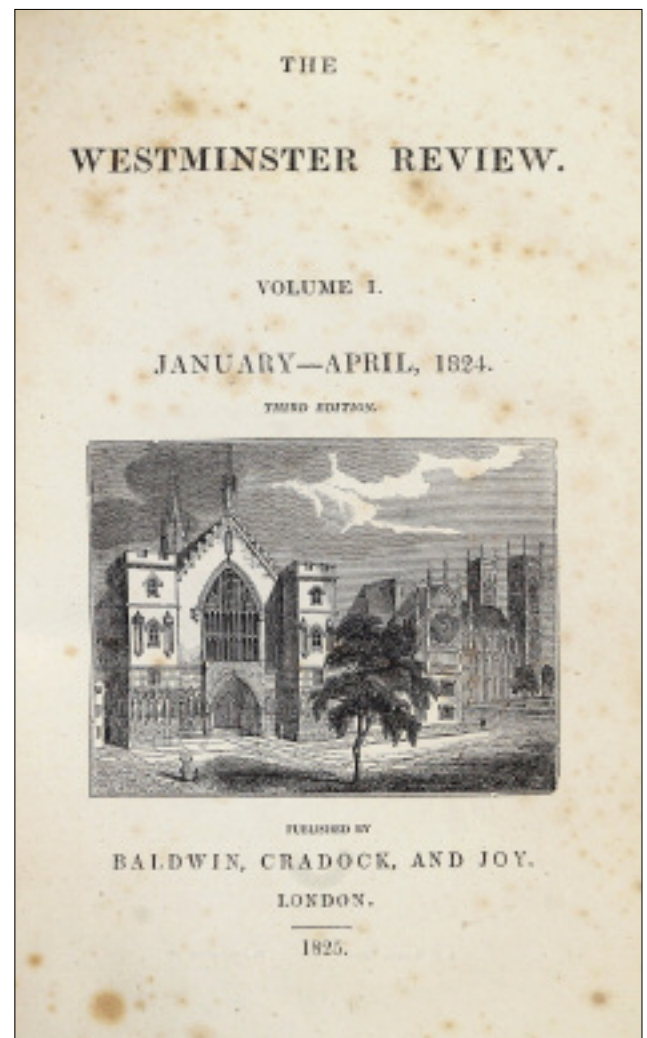 THE
WESTMINSTER REVIEW.
VOLUME I.
JANUARY—APRIL, 1824.
THIRD EDITION.
PUBLISHED BY
BALDWIN, CRADOCK, AND JOY.
LONDON.
1825.